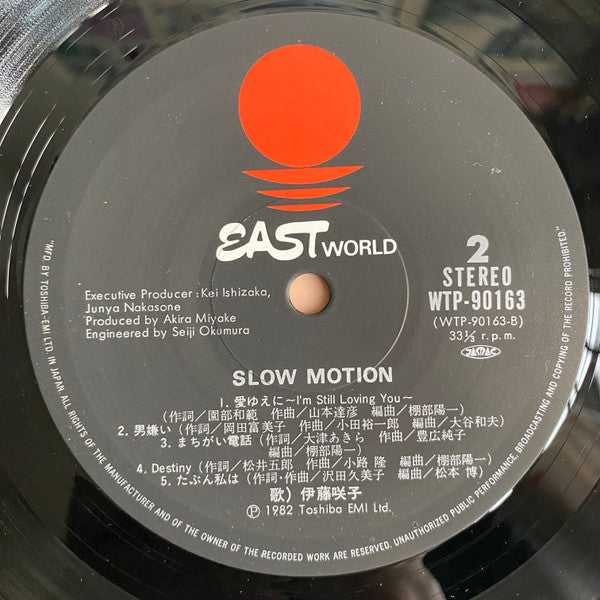 EAST WORLD
2
STEREO
WTP-90163
(WTP-90163-B)
33⅓ r.p.m.
JASRAC
Executive Producer : Kei Ishizaka,
Junya Nakasone
Produced by Akira Miyake
Engineered by Seiji Okumura
SLOW MOTION
1. 愛ゆえに～I'm Still Loving You～
(作詞／園部和範 作曲／山本達彦 編曲／棚部陽一)
2. 男嫌い (作詞／岡田富美子 作曲／小田裕一郎 編曲／大谷和夫)
3. まちがい電話 (作詞／大津あきら 作曲／豊広純子
編曲／棚部陽一)
4. Destiny (作詞／松井五郎 作曲／小路 隆 編曲／棚部陽一)
5. たぶん私は (作詞・作曲／沢田久美子 編曲／松本 博)
歌) 伊藤咲子
Ⓟ 1982 Toshiba EMI Ltd.
"MFD. BY TOSHIBA-EMI LTD. IN JAPAN ALL RIGHTS OF THE MANUFACTURER AND OF THE OWNER OF THE RECORDED WORK ARE RESERVED. UNAUTHORIZED PUBLIC PERFORMANCE, BROADCASTING AND COPYING OF THE RECORD PROHIBITED."